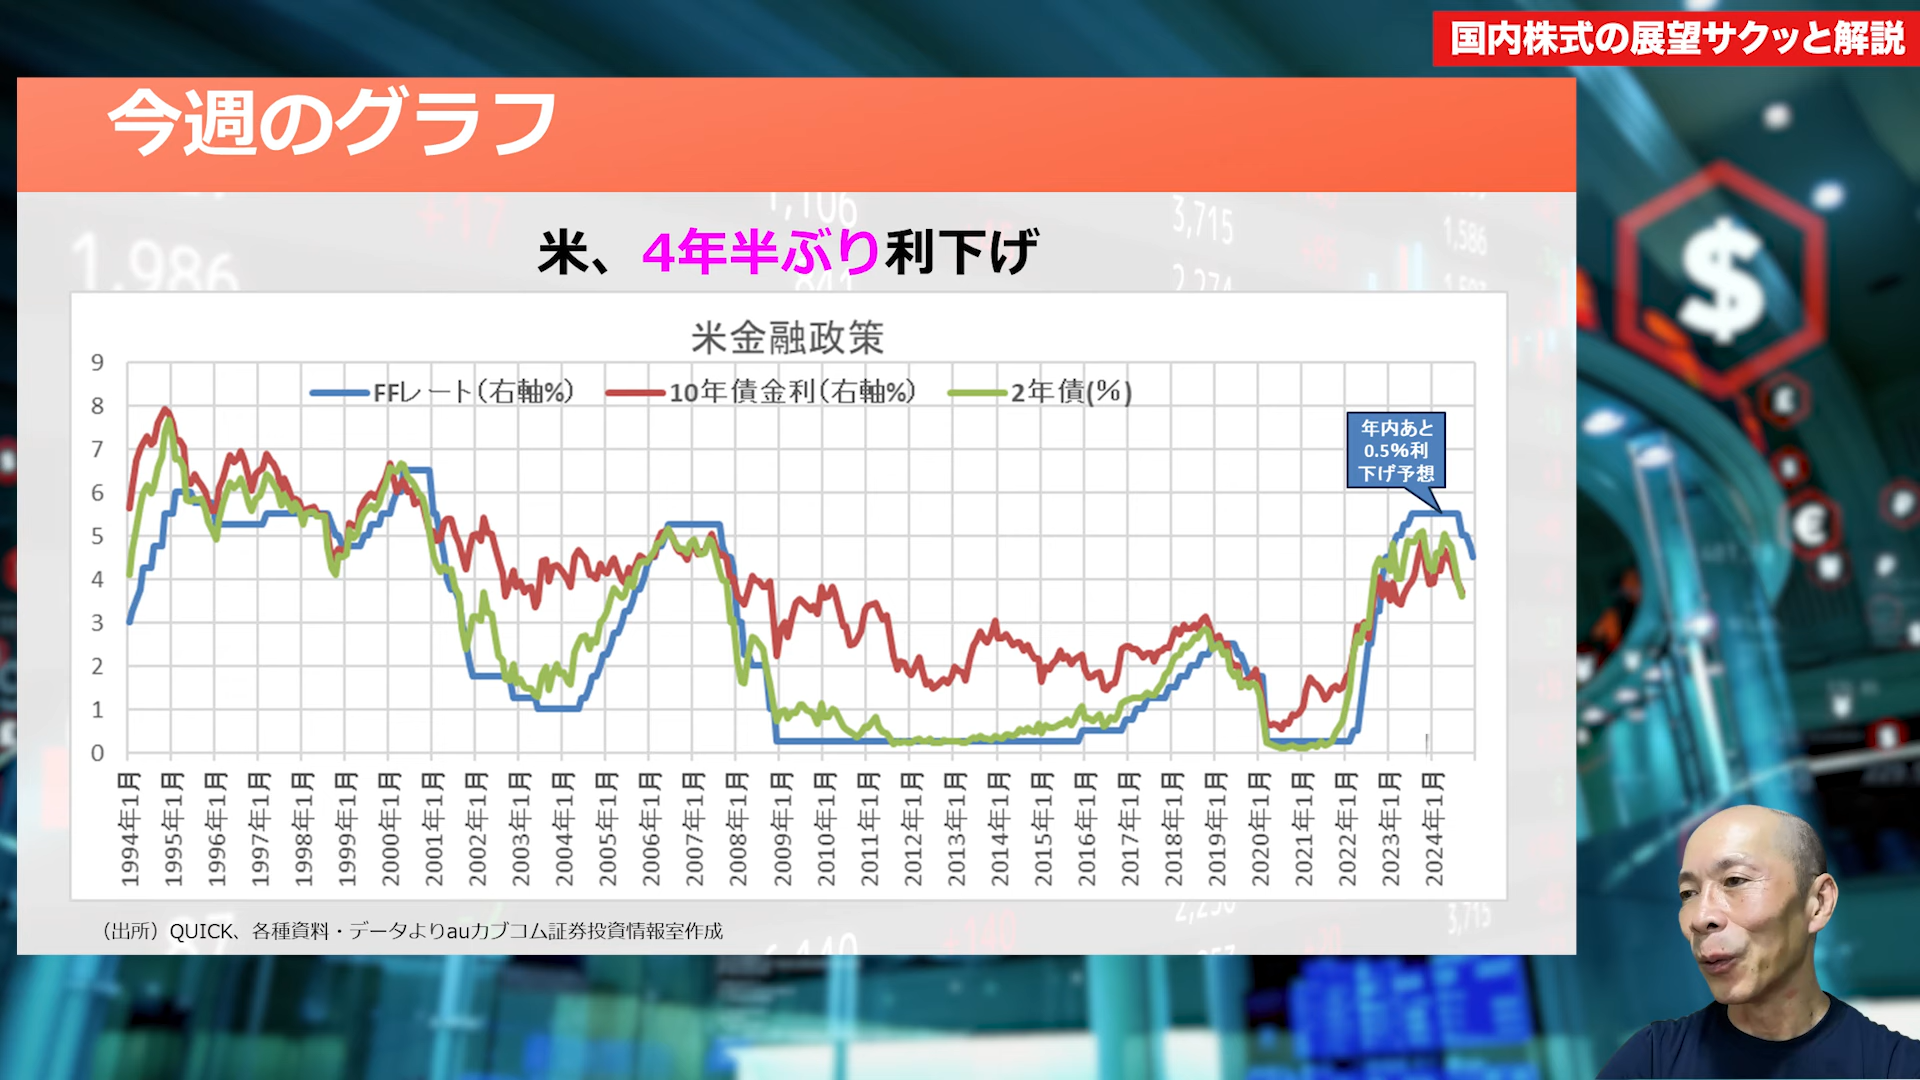 国内株式の展望サクッと解説
今週のグラフ
米、4年半ぶり利下げ
米金融政策
FFレート(右軸%)
10年債金利(右軸%)
2年債(%)
年内あと
0.5%利
下げ予想
9
8
7
6
5
4
3
2
1
0
1994年1月
1995年1月
1996年1月
1997年1月
1998年1月
1999年1月
2000年1月
2001年1月
2002年1月
2003年1月
2004年1月
2005年1月
2006年1月
2007年1月
2008年1月
2009年1月
2010年1月
2011年1月
2012年1月
2013年1月
2014年1月
2015年1月
2016年1月
2017年1月
2018年1月
2019年1月
2020年1月
2021年1月
2022年1月
2023年1月
2024年1月
（出所）QUICK、各種資料・データよりauカブコム証券投資情報室作成
1,986
+17
1,106
3,715
1,586
$
€
+140
3,715